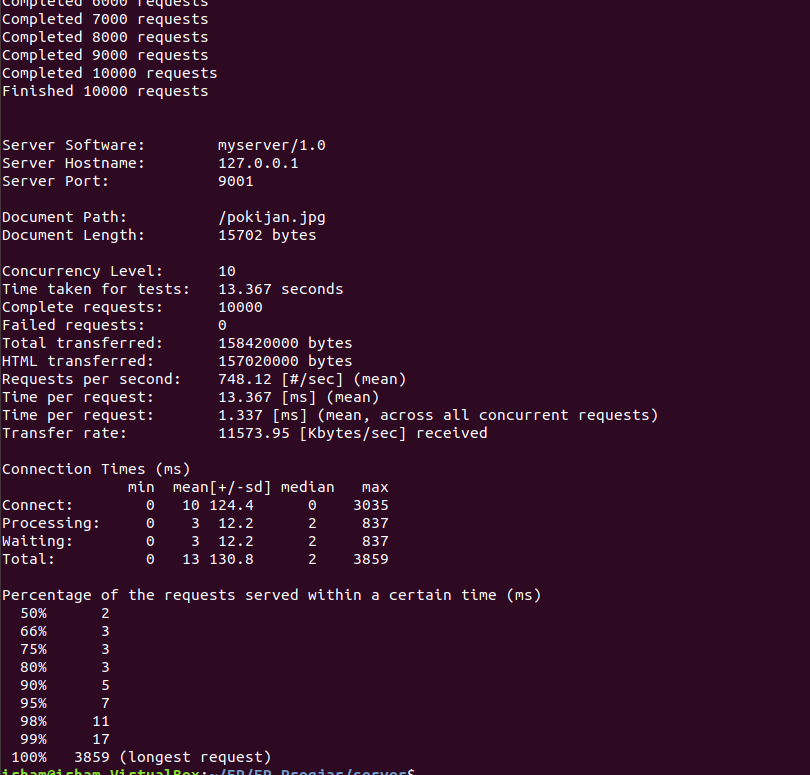 Completed 6000 requests
Completed 7000 requests
Completed 8000 requests
Completed 9000 requests
Completed 10000 requests
Finished 10000 requests
Server Software:        myserver/1.0
Server Hostname:        127.0.0.1
Server Port:            9001
Document Path:          /pokijan.jpg
Document Length:        15702 bytes
Concurrency Level:      10
Time taken for tests:   13.367 seconds
Complete requests:      10000
Failed requests:        0
Total transferred:      158420000 bytes
HTML transferred:       157020000 bytes
Requests per second:    748.12 [#/sec] (mean)
Time per request:       13.367 [ms] (mean)
Time per request:       1.337 [ms] (mean, across all concurrent requests)
Transfer rate:          11573.95 [Kbytes/sec] received
Connection Times (ms)
              min  mean[+/-sd] median   max
Connect:        0   10 124.4      0    3035
Processing:     0    3  12.2      2     837
Waiting:        0    3  12.2      2     837
Total:          0   13 130.8      2    3859
Percentage of the requests served within a certain time (ms)
  50%      2
  66%      3
  75%      3
  80%      3
  90%      5
  95%      7
  98%     11
  99%     17
 100%   3859 (longest request)